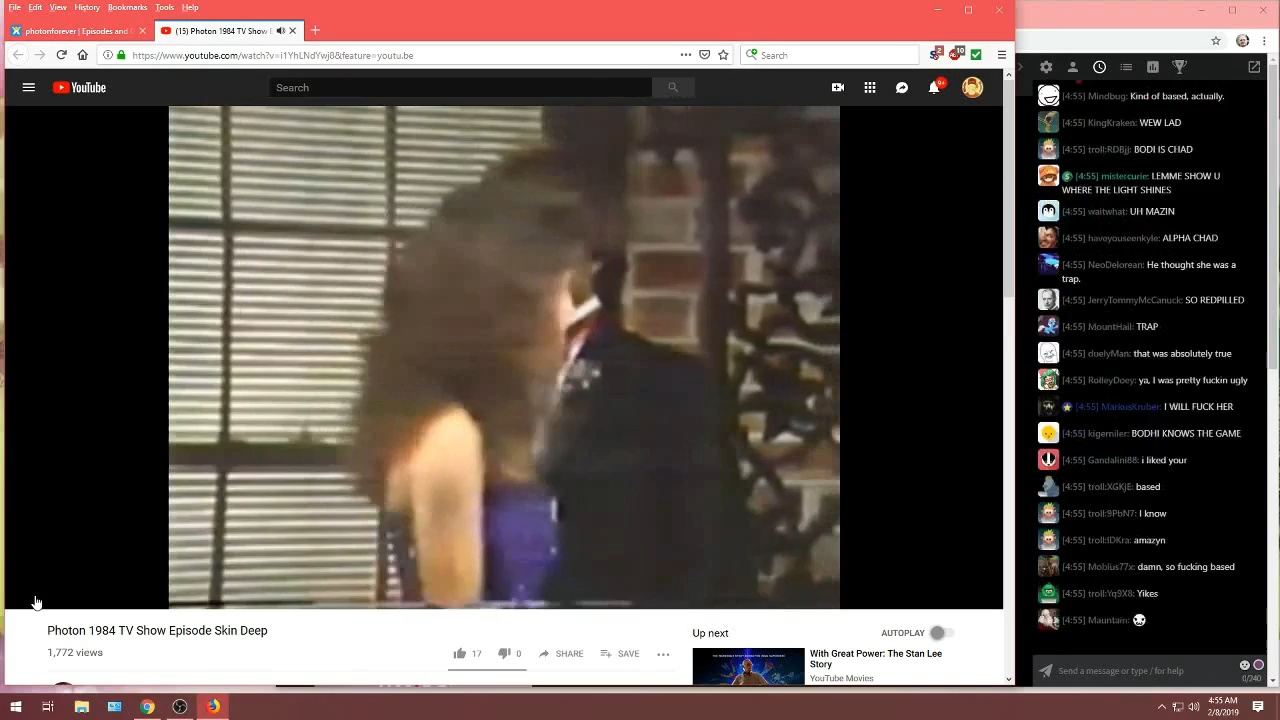 File Edit View History Bookmarks Tools Help
photonforever | Episodes and
(15) Photon 1984 TV Show E
https://www.youtube.com/watch?v=i1YhLNdYwj8&feature=youtu.be
Search
2
10
YouTube
Search
9+
[4:55] Mindbug: Kind of based, actually.
[4:55] KingKraken: WEW LAD
[4:55] troll:RDBjj: BODI IS CHAD
[4:55] mistercurie: LEMME SHOW U
WHERE THE LIGHT SHINES
[4:55] waitwhat: UH MAZIN
[4:55] haveyouseenkyle: ALPHA CHAD
[4:55] NeoDelorean: He thought she was a
trap.
[4:55] JerryTommyMcCanuck: SO REDPILLED
[4:55] MountHail: TRAP
[4:55] duelyMan: that was absolutely true
[4:55] RolleyDoey: ya, I was pretty fuckin ugly
[4:55] MarkusKruber: I WILL FUCK HER
[4:55] kigerniler: BODHI KNOWS THE GAME
[4:55] Gandalini88: i liked your
[4:55] troll:XGKJE: based
[4:55] troll:9PbN7: I know
[4:55] troll:IDKra: amazyn
[4:55] Mobius77x: damn, so fucking based
[4:55] troll:Yq9X8: Yikes
[4:55] Mauntain:
Send a message or type / for help
0/240
Photon 1984 TV Show Episode Skin Deep
1,772 views
17
0
SHARE
SAVE
Up next
AUTOPLAY
With Great Power: The Stan Lee
Story
YouTube Movies
4:55 AM
2/8/2019